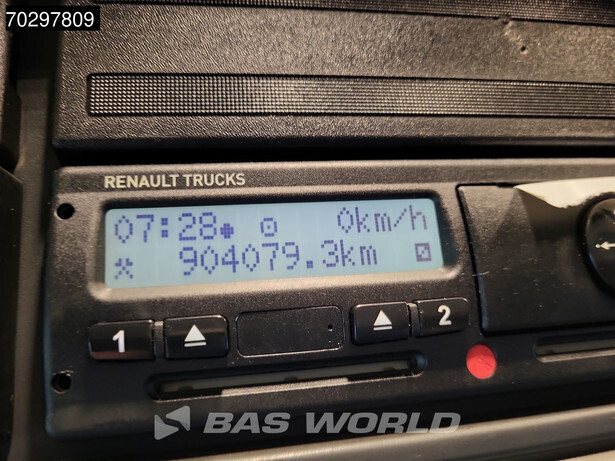 70297809
RENAULT TRUCKS
07:28 0km/h
904079.3km
1 2
BAS WORLD